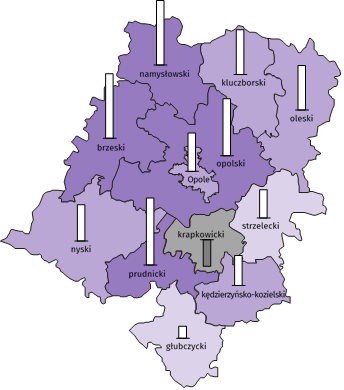 namysłowski
kluczborski
oleski
brzeski
opolski
Opole
krapkowicki
strzelecki
nyski
prudnicki
kędzierzyńsko-kozielski
głubczycki